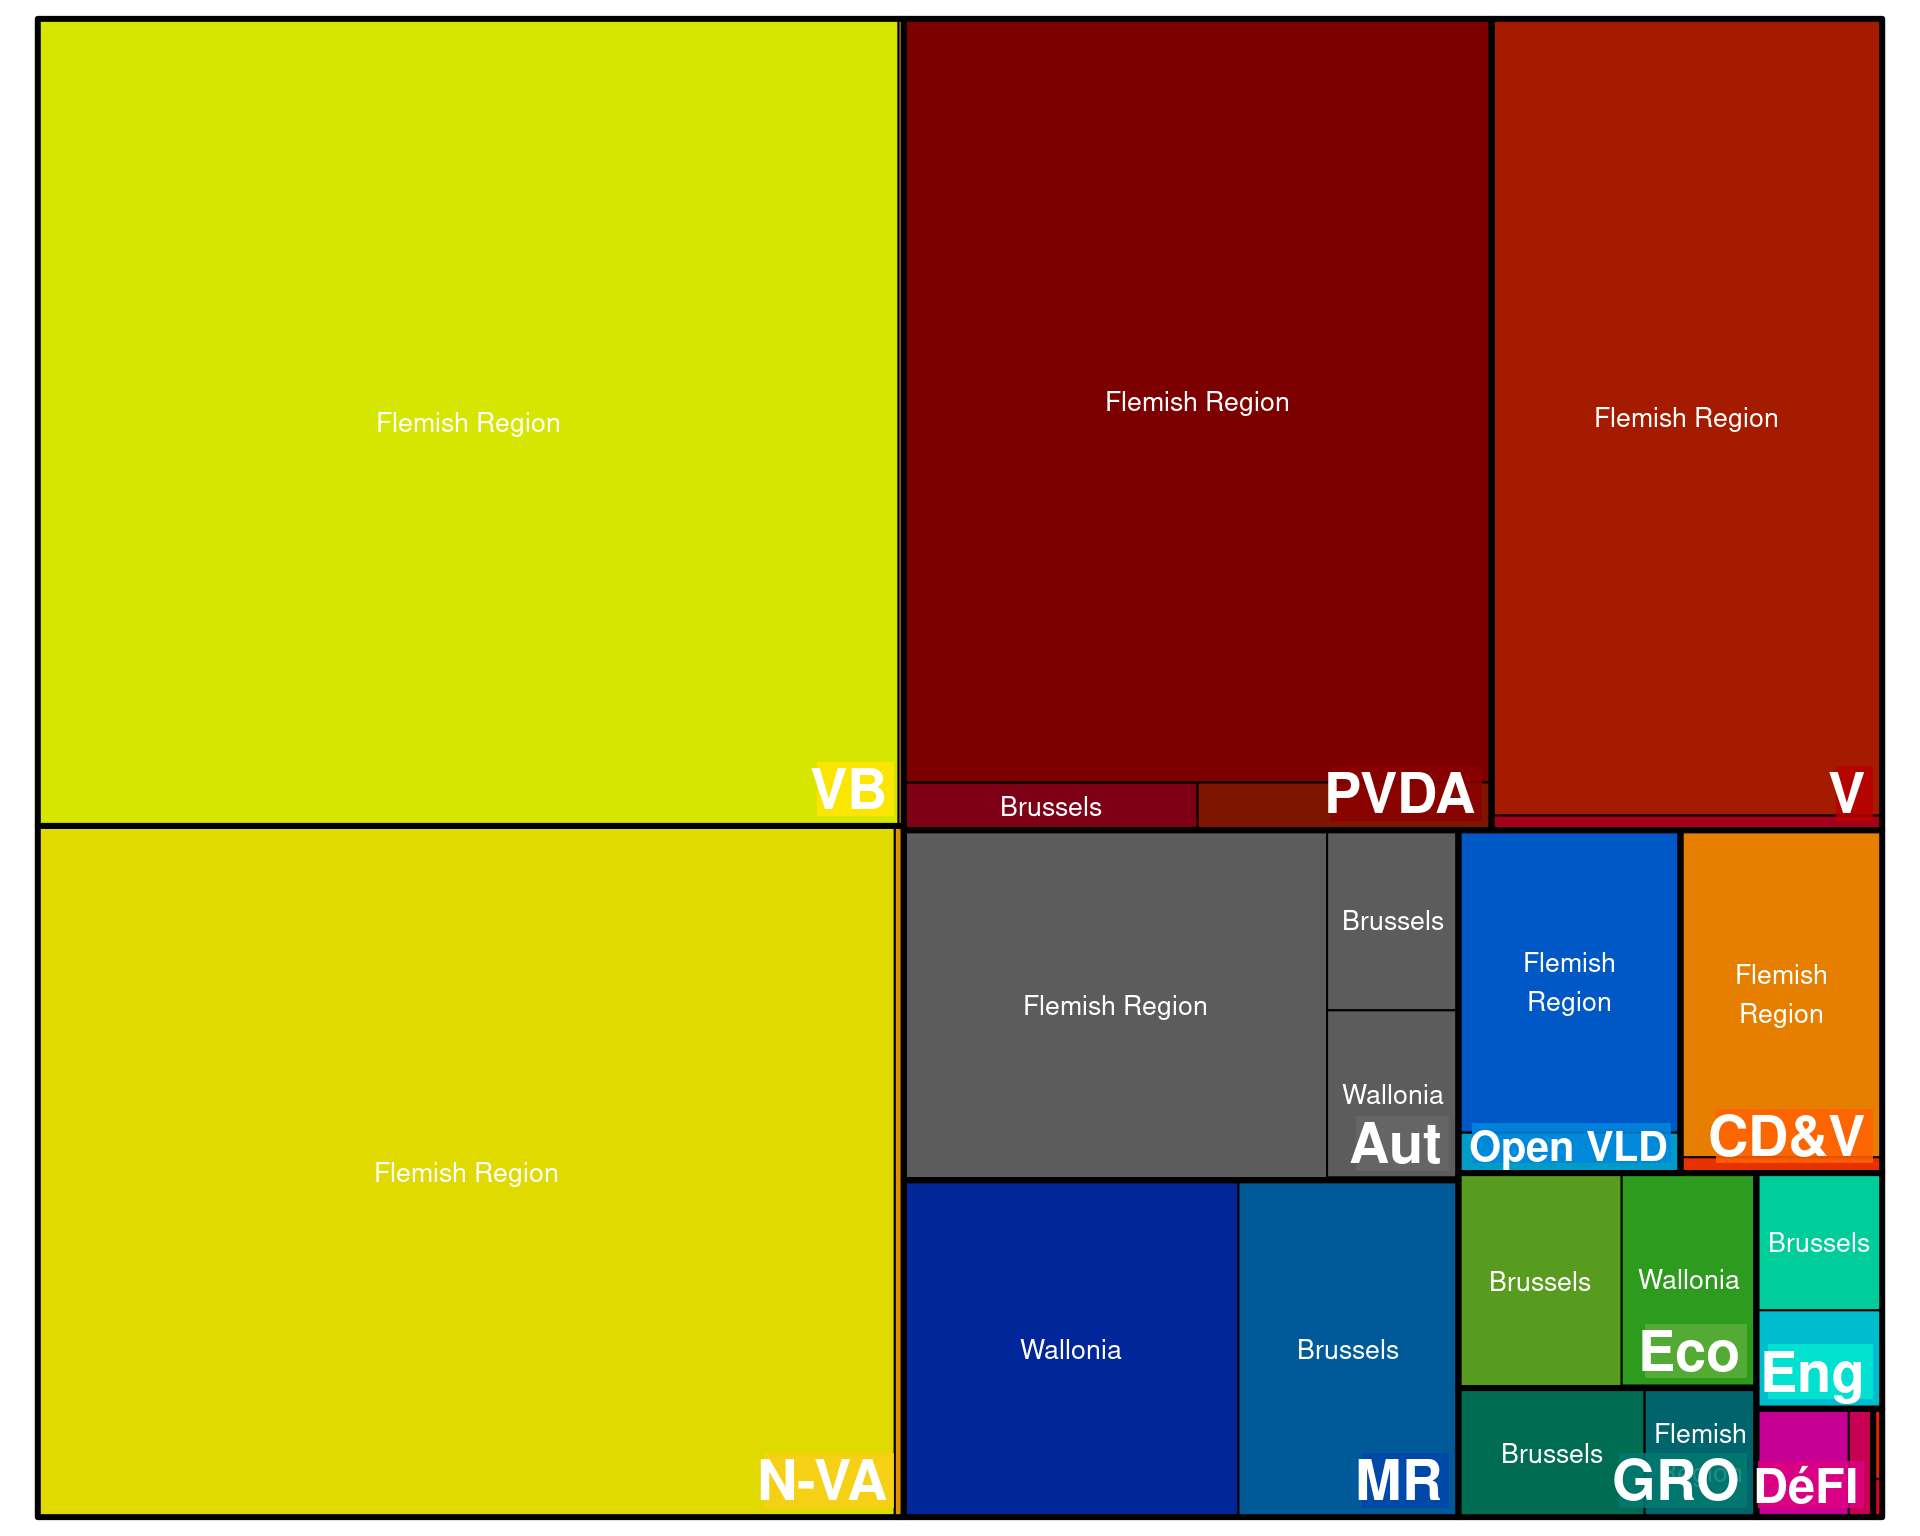 Flemish Region
VB
Flemish Region
Brussels
PVDA
Flemish Region
V
Flemish Region
N-VA
Flemish Region
Brussels
Wallonia
Aut
Flemish
Region
Open VLD
Flemish
Region
CD&V
Wallonia
Brussels
MR
Brussels
Wallonia
Eco
Brussels
Eng
Brussels
Flemish
GRO
DéFI